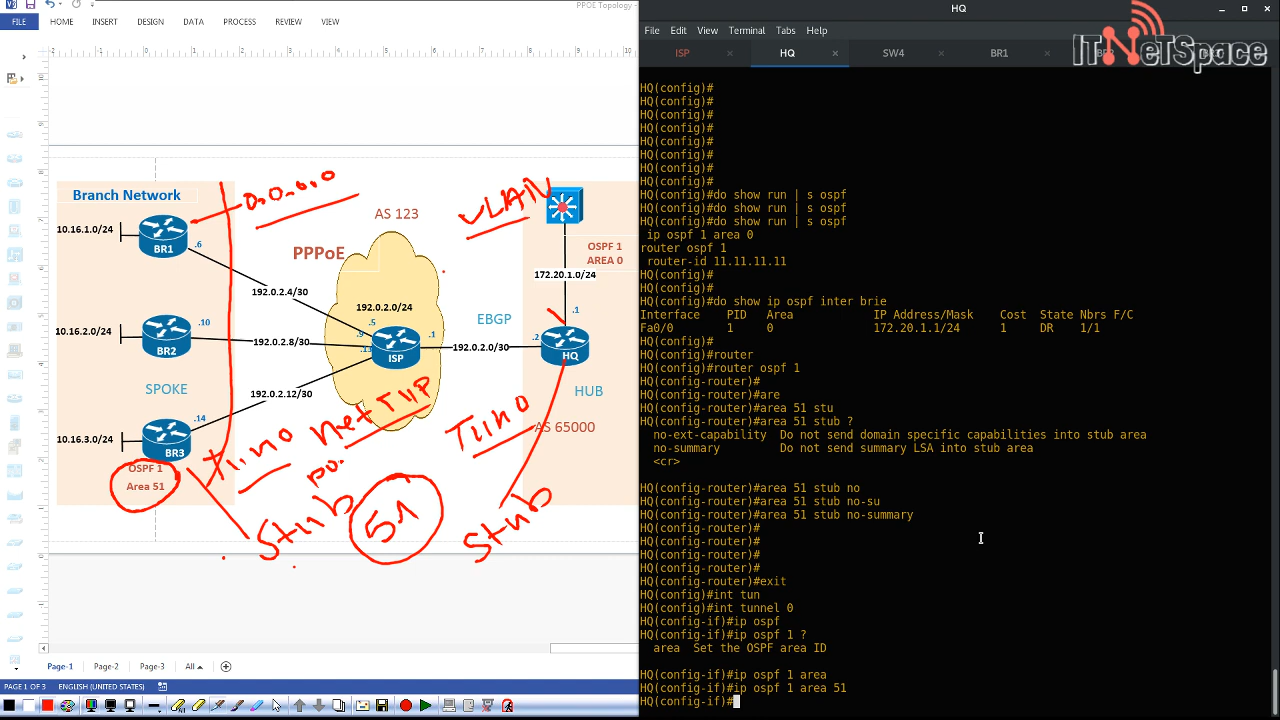 PPOE Topology -
FILE HOME INSERT DESIGN DATA PROCESS REVIEW VIEW
Branch Network
10.16.1.0/24
BR1
.6
0.0.0.0
AS 123
PPPoE
VLAN
OSPF 1
AREA 0
172.20.1.0/24
192.0.2.4/30
192.0.2.0/24
10.16.2.0/24
BR2
.10
192.0.2.8/30
.5
.9
ISP
.1
EBGP
192.0.2.0/30
.2
.1
HQ
SPOKE
192.0.2.12/30
HUB
.14
10.16.3.0/24
BR3
AS 65000
OSPF 1
Area 51
Stub
51
Stub
Page-1 Page-2 Page-3 All
PAGE 1 OF 3 ENGLISH (UNITED STATES)
HQ
File Edit View Terminal Tabs Help
ITNetSpace
ISP HQ SW4 BR1
HQ(config)#
HQ(config)#
HQ(config)#
HQ(config)#
HQ(config)#
HQ(config)#
HQ(config)#
HQ(config)#
HQ(config)#do show run | s ospf
HQ(config)#do show run | s ospf
HQ(config)#do show run | s ospf
ip ospf 1 area 0
router ospf 1
router-id 11.11.11.11
HQ(config)#
HQ(config)#
HQ(config)#do show ip ospf inter brie
Interface PID Area IP Address/Mask Cost State Nbrs F/C
Fa0/0 1 0 172.20.1.1/24 1 DR 1/1
HQ(config)#
HQ(config)#router
HQ(config)#router ospf 1
HQ(config-router)#
HQ(config-router)#are
HQ(config-router)#area 51 stu
HQ(config-router)#area 51 stub ?
no-ext-capability Do not send domain specific capabilities into stub area
no-summary Do not send summary LSA into stub area
<cr>
HQ(config-router)#area 51 stub no
HQ(config-router)#area 51 stub no-su
HQ(config-router)#area 51 stub no-summary
HQ(config-router)#
HQ(config-router)#
HQ(config-router)#
HQ(config-router)#
HQ(config-router)#exit
HQ(config)#int tun
HQ(config)#int tunnel 0
HQ(config-if)#ip ospf
HQ(config-if)#ip ospf 1 ?
area Set the OSPF area ID
HQ(config-if)#ip ospf 1 area
HQ(config-if)#ip ospf 1 area 51
HQ(config-if)#